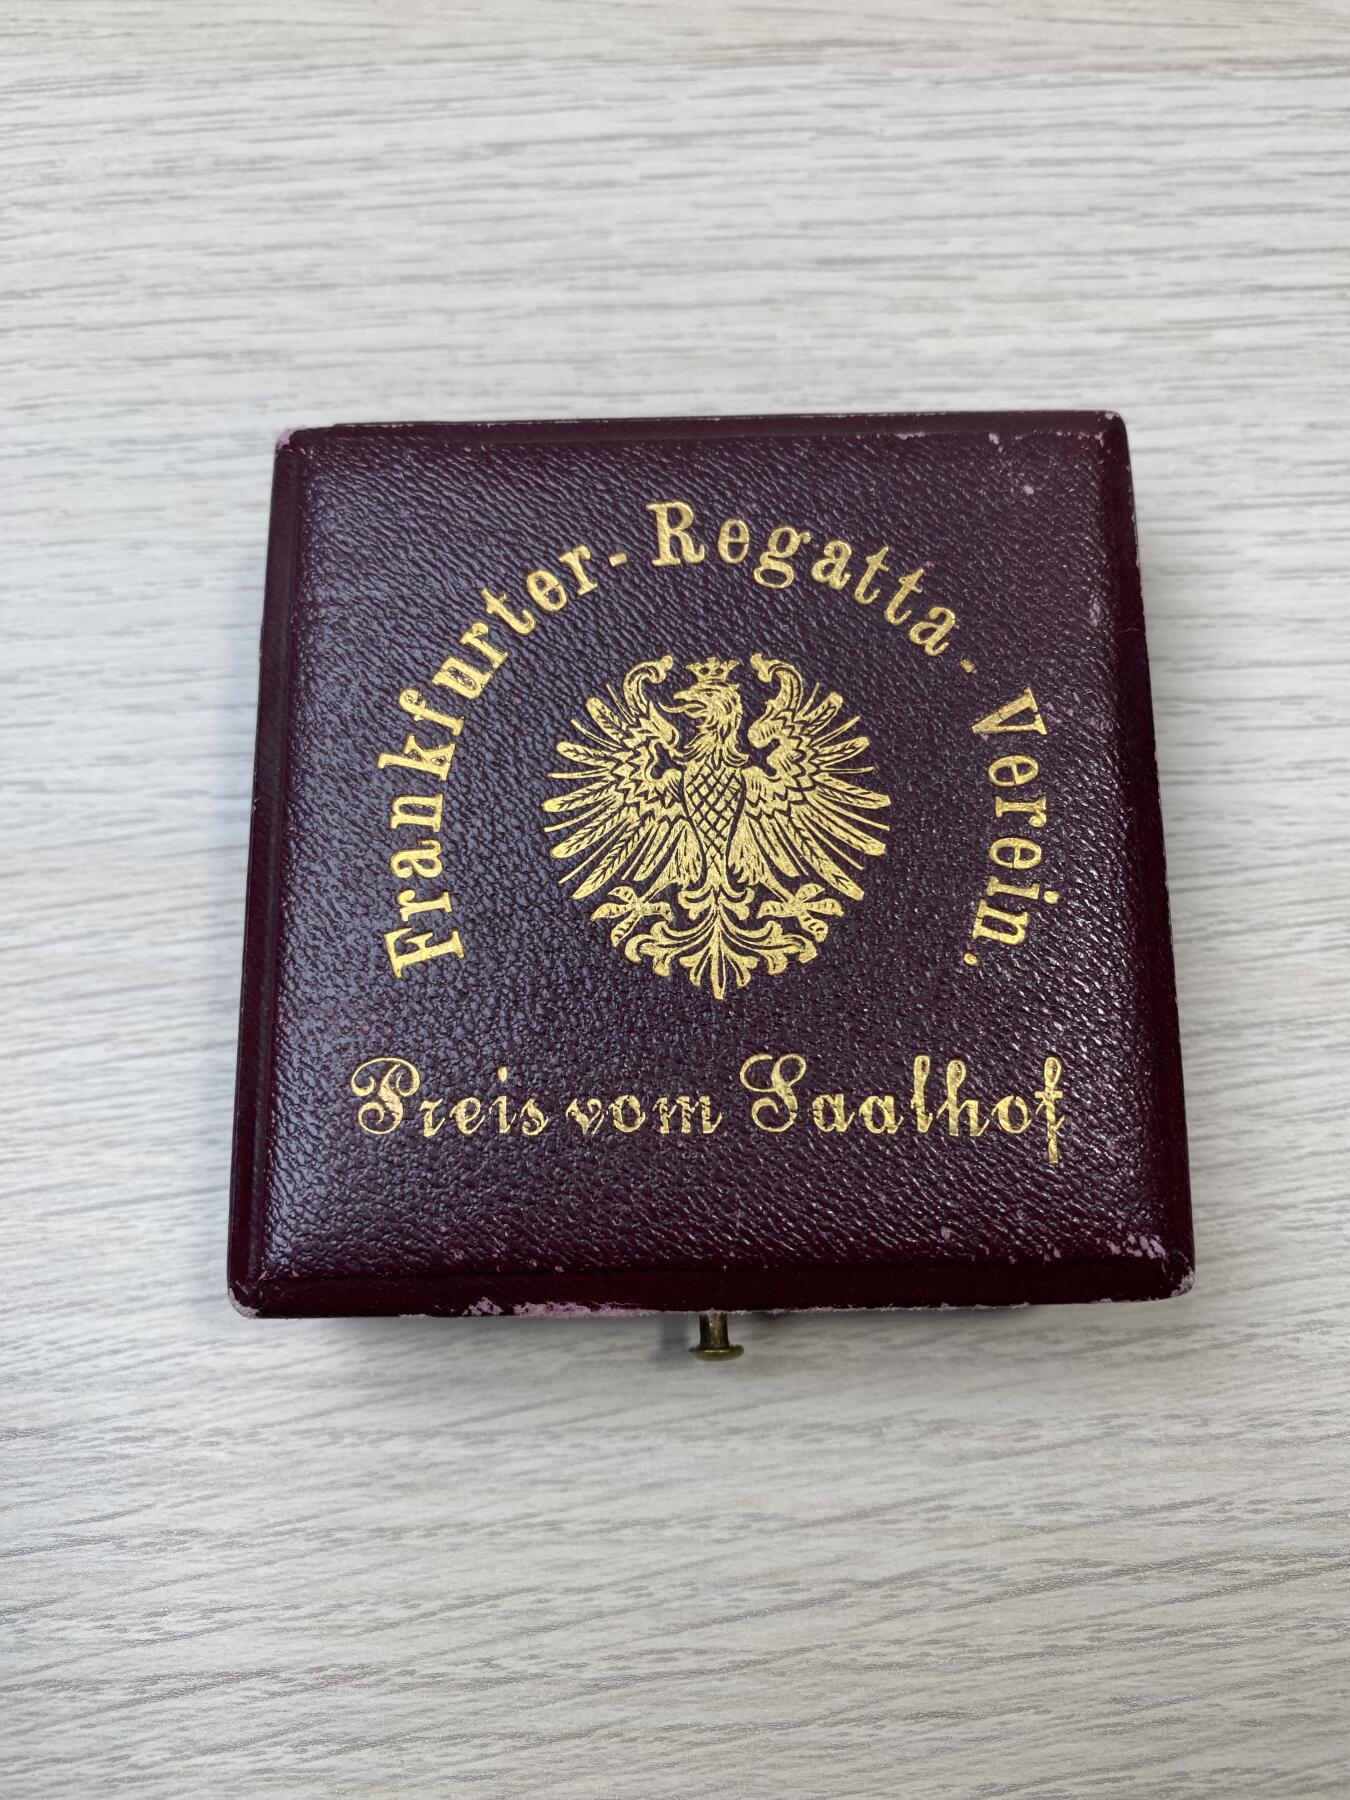 Frankfurter-Regatta-Verein.
Preis vom Saalhof